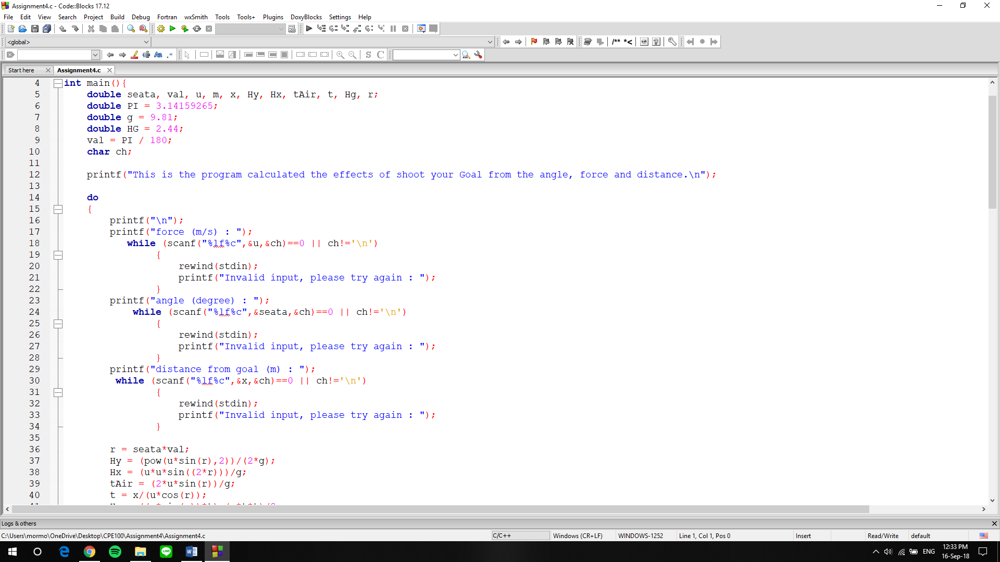 Assignment4.c - Code::Blocks 17.12
File Edit View Search Project Build Debug Fortran wxSmith Tools Tools+ Plugins DoxyBlocks Settings Help
<global>
/** *<
Aa .*
S C
Start here
Assignment4.c
4 int main(){
5 double seata, val, u, m, x, Hy, Hx, tAir, t, Hg, r;
6 double PI = 3.14159265;
7 double g = 9.81;
8 double HG = 2.44;
9 val = PI / 180;
10 char ch;
11
12 printf("This is the program calculated the effects of shoot your Goal from the angle, force and distance.\n");
13
14 do
15 {
16 printf("\n");
17 printf("force (m/s) : ");
18 while (scanf("%lf%c",&u,&ch)==0 || ch!='\n')
19 {
20 rewind(stdin);
21 printf("Invalid input, please try again : ");
22 }
23 printf("angle (degree) : ");
24 while (scanf("%lf%c",&seata,&ch)==0 || ch!='\n')
25 {
26 rewind(stdin);
27 printf("Invalid input, please try again : ");
28 }
29 printf("distance from goal (m) : ");
30 while (scanf("%lf%c",&x,&ch)==0 || ch!='\n')
31 {
32 rewind(stdin);
33 printf("Invalid input, please try again : ");
34 }
35
36 r = seata*val;
37 Hy = (pow(u*sin(r),2))/(2*g);
38 Hx = (u*u*sin((2*r)))/g;
39 tAir = (2*u*sin(r))/g;
40 t = x/(u*cos(r));
Logs & others
C:\Users\mormo\OneDrive\Desktop\CPE100\Assignment4\Assignment4.c
C/C++
Windows (CR+LF)
WINDOWS-1252
Line 1, Col 1, Pos 0
Insert
Read/Write
default
LINE
ENG
12:33 PM
16-Sep-18